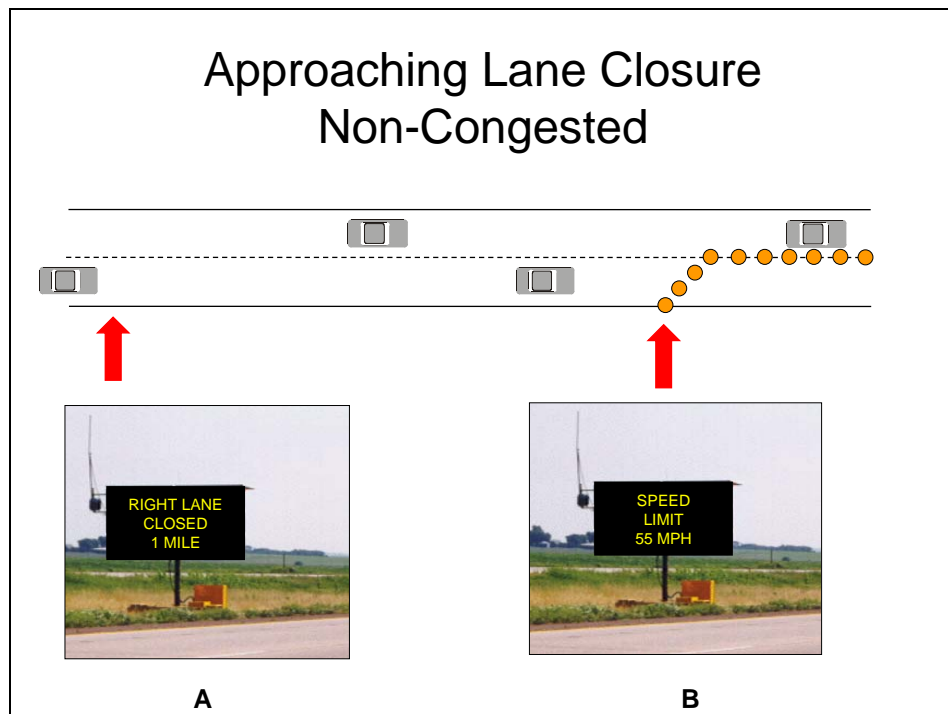 Approaching Lane Closure
Non-Congested
RIGHT LANE
CLOSED
1 MILE
SPEED
LIMIT
55 MPH
A
B